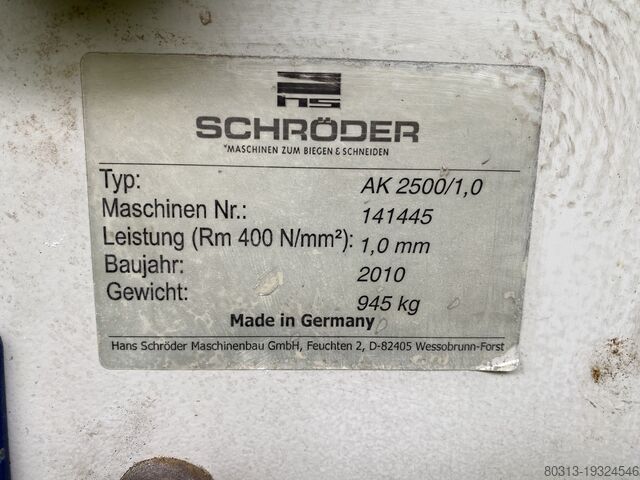 hs
SCHRÖDER
*MASCHINEN ZUM BIEGEN & SCHNEIDEN
Typ: AK 2500/1,0
Maschinen Nr.: 141445
Leistung (Rm 400 N/mm²): 1,0 mm
Baujahr: 2010
Gewicht: 945 kg
Made in Germany
Hans Schröder Maschinenbau GmbH, Feuchten 2, D-82405 Wessobrunn-Forst
80313-19324546